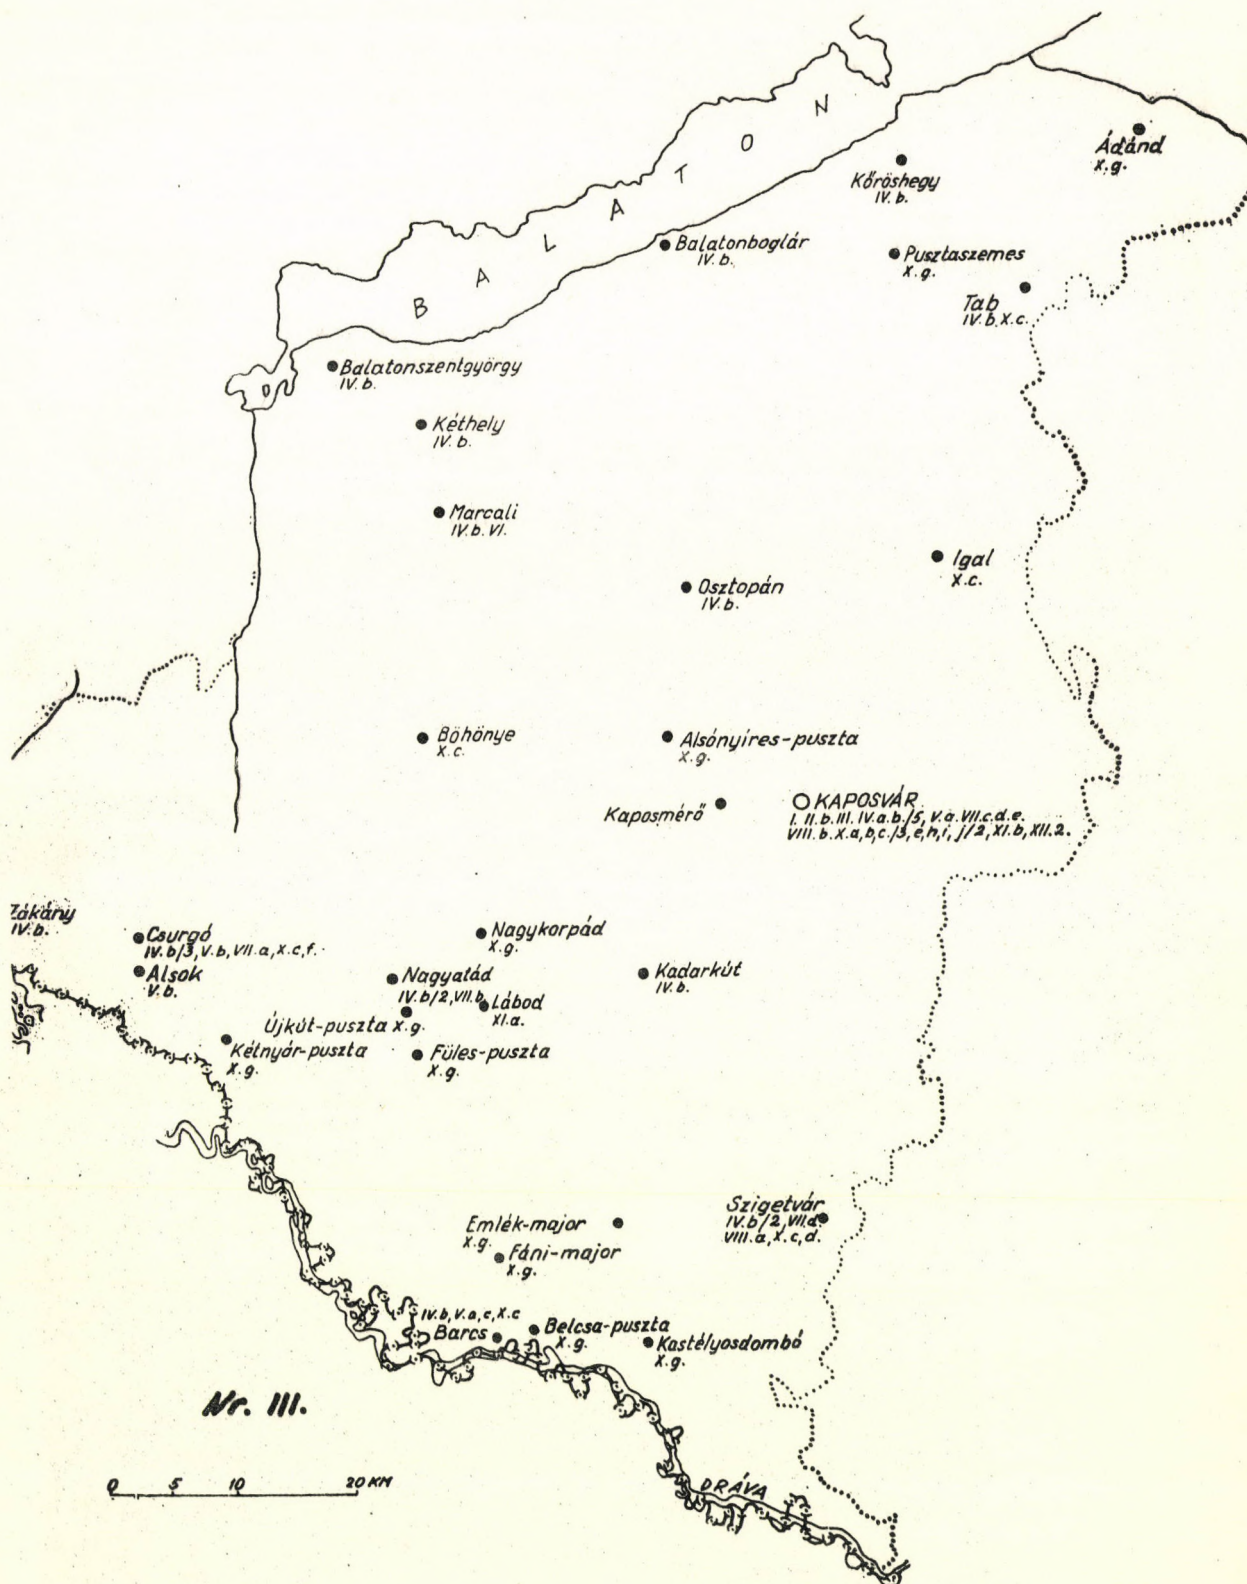 BALATON
Ádánd
X.g.
Kőröshegy
IV.b.
Balatonboglár
IV.b.
Pusztaszemes
X.g.
Tab
IV.b,X.c.
Balatonszentgyörgy
IV.b.
Kéthely
IV.b.
Marcali
IV.b.VI.
Igal
X.c.
Osztopán
IV.b.
Böhönye
X.c.
Alsónyíres-puszta
X.g.
Kaposmérő
KAPOSVÁR
I. II.b.III.IV.a.b./5, V.a.VII.c.d.e.
VIII.b.X.a,b,c./3,e,h,i,j/2,XI.b,XII.2.
Zákány
IV.b.
Csurgó
IV.b/3,V.b,VII.a,X.c,f.
Alsok
V.b.
Nagykorpád
X.g.
Nagyatád
IV.b/2,VII.b
Lábod
XI.a.
Kadarkút
IV.b.
Újkút-puszta X.g.
Kétnyár-puszta
X.g.
Füles-puszta
X.g.
Szigetvár
IV.b/2,VII.d.
VIII.a,X.c,d.
Emlék-major
X.g.
Fáni-major
X.g.
IV.b,V.a,c,X.c
Barcs
Belcsa-puszta
X.g.
Kastélyosdombó
X.g.
Nr. III.
0 5 10 20 KM
DRÁVA